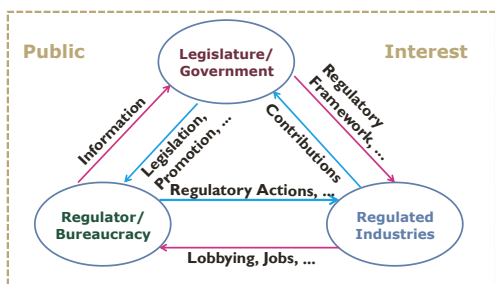 Public
Interest
Legislature/
Government
Information
Legislation,
Promotion, ...
Contributions
Regulatory
Framework, ...
Regulator/
Bureaucracy
Regulatory Actions, ...
Regulated
Industries
Lobbying, Jobs, ...